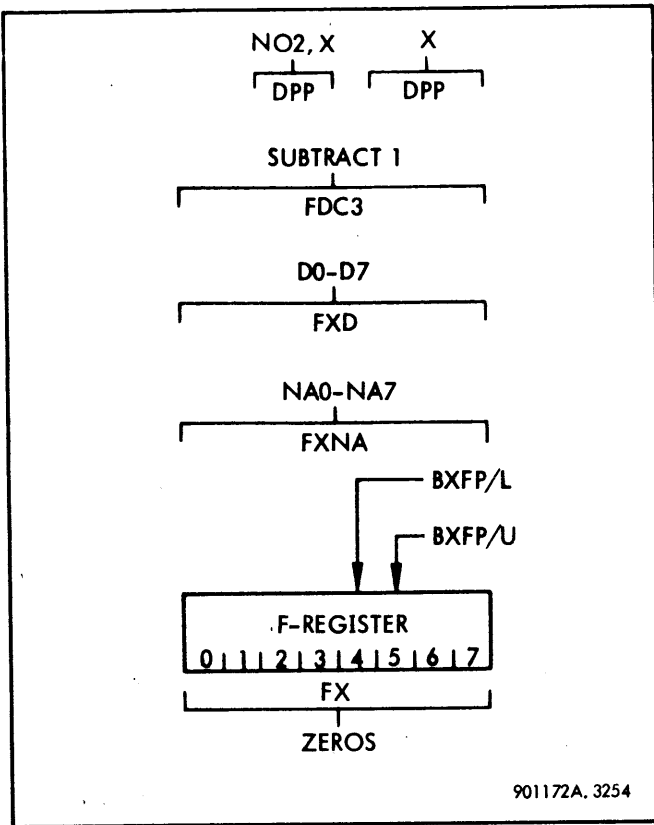 NO2, X X
DPP DPP
SUBTRACT 1
FDC3
D0-D7
FXD
NA0-NA7
FXNA
BXFP/L
BXFP/U
F-REGISTER
0 1 2 3 4 5 6 7
FX
ZEROS
901172A. 3254